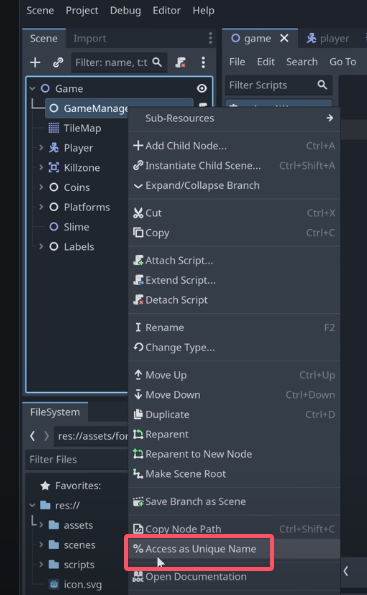 Scene Project Debug Editor Help
Scene Import
game player
Filter: name, t:t
File Edit Search Go To
Filter Scripts
Game
GameManage
TileMap
Player
Killzone
Coins
Platforms
Slime
Labels
Sub-Resources
Add Child Node... Ctrl+A
Instantiate Child Scene... Ctrl+Shift+A
Expand/Collapse Branch
Cut Ctrl+X
Copy Ctrl+C
Attach Script...
Extend Script...
Detach Script
Rename F2
Change Type...
Move Up Ctrl+Up
Move Down Ctrl+Down
Duplicate Ctrl+D
Reparent
Reparent to New Node
Make Scene Root
Save Branch as Scene
Copy Node Path Ctrl+Shift+C
% Access as Unique Name
Open Documentation
FileSystem
res://assets/fo
Filter Files
Favorites:
res://
assets
scenes
scripts
icon.svg